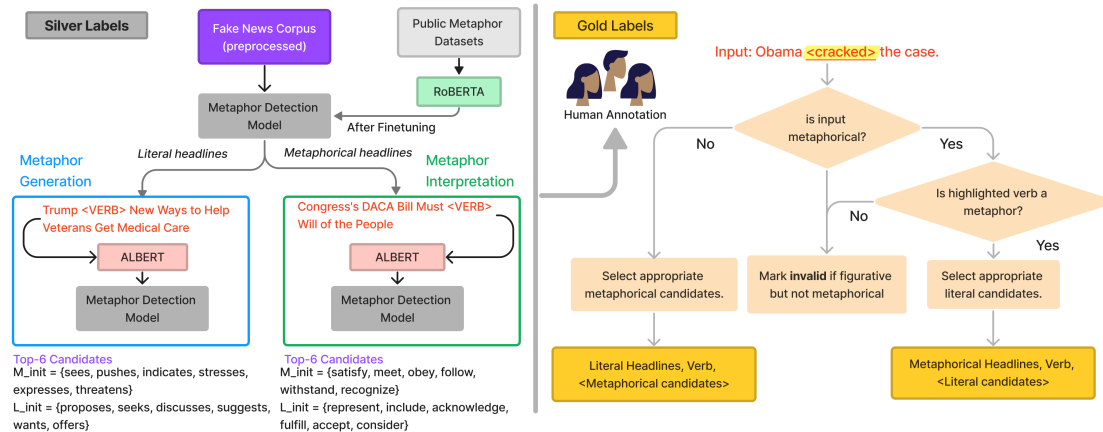 Silver Labels
Fake News Corpus
(preprocessed)
Public Metaphor
Datasets
RoBERTA
Metaphor Detection
Model
After Finetuning
Literal headlines
Metaphorical headlines
Metaphor
Generation
Metaphor
Interpretation
Trump <VERB> New Ways to Help
Veterans Get Medical Care
ALBERT
Metaphor Detection
Model
Congress's DACA Bill Must <VERB>
Will of the People
ALBERT
Metaphor Detection
Model
Top-6 Candidates
M_init = {sees, pushes, indicates, stresses,
expresses, threatens}
L_init = {proposes, seeks, discusses, suggests,
wants, offers}
Top-6 Candidates
M_init = {satisfy, meet, obey, follow,
withstand, recognize}
L_init = {represent, include, acknowledge,
fulfill, accept, consider}
Gold Labels
Human Annotation
Input: Obama <cracked> the case.
is input
metaphorical?
No
Yes
Is highlighted verb a
metaphor?
No
Yes
Select appropriate
metaphorical candidates.
Mark invalid if figurative
but not metaphorical
Select appropriate
literal candidates.
Literal Headlines, Verb,
<Metaphorical candidates>
Metaphorical Headlines, Verb,
<Literal candidates>